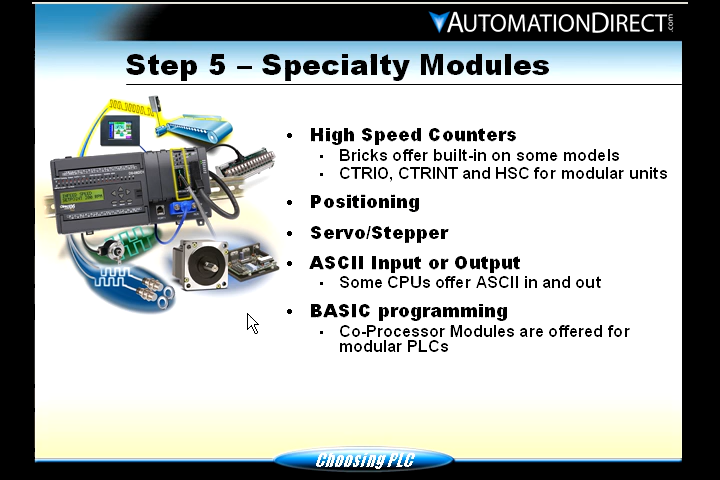 AUTOMATIONDIRECT.com
Step 5 – Specialty Modules
• High Speed Counters
• Bricks offer built-in on some models
• CTRIO, CTRINT and HSC for modular units
• Positioning
• Servo/Stepper
• ASCII Input or Output
• Some CPUs offer ASCII in and out
• BASIC programming
• Co-Processor Modules are offered for
modular PLCs
Choosing PLC